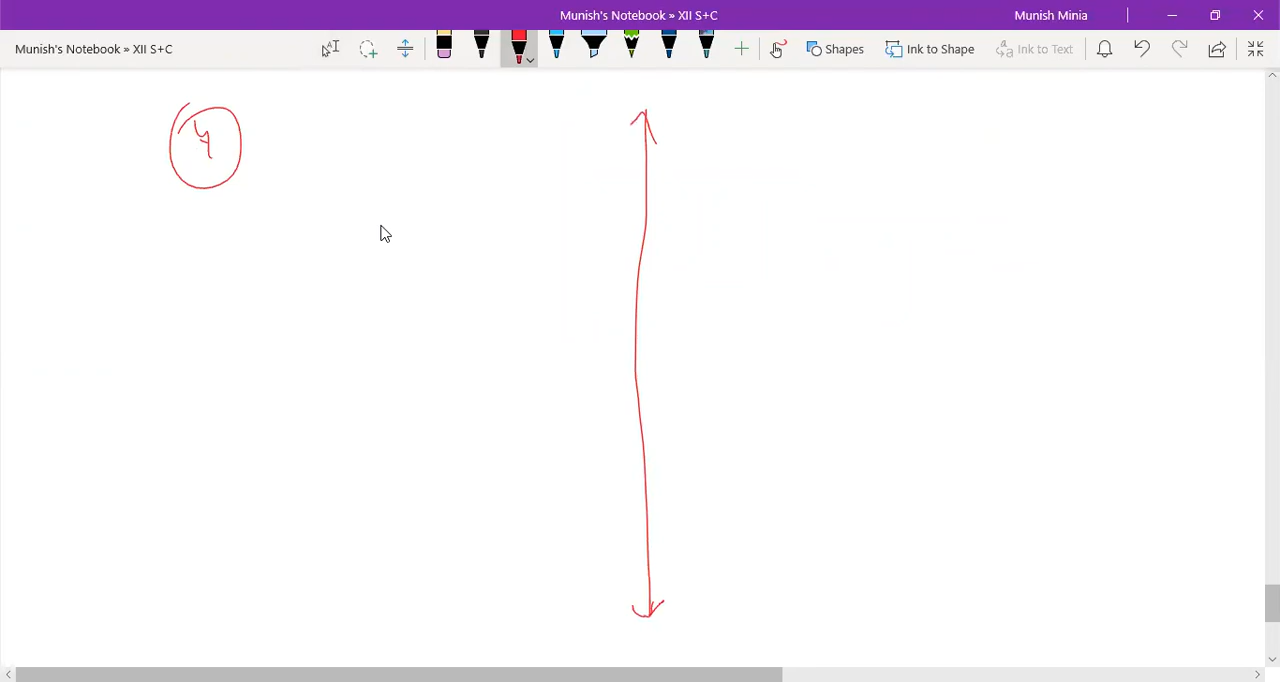 Munish's Notebook » XII S+C
Munish Minia
Munish's Notebook » XII S+C
Shapes
Ink to Shape
Ink to Text
4